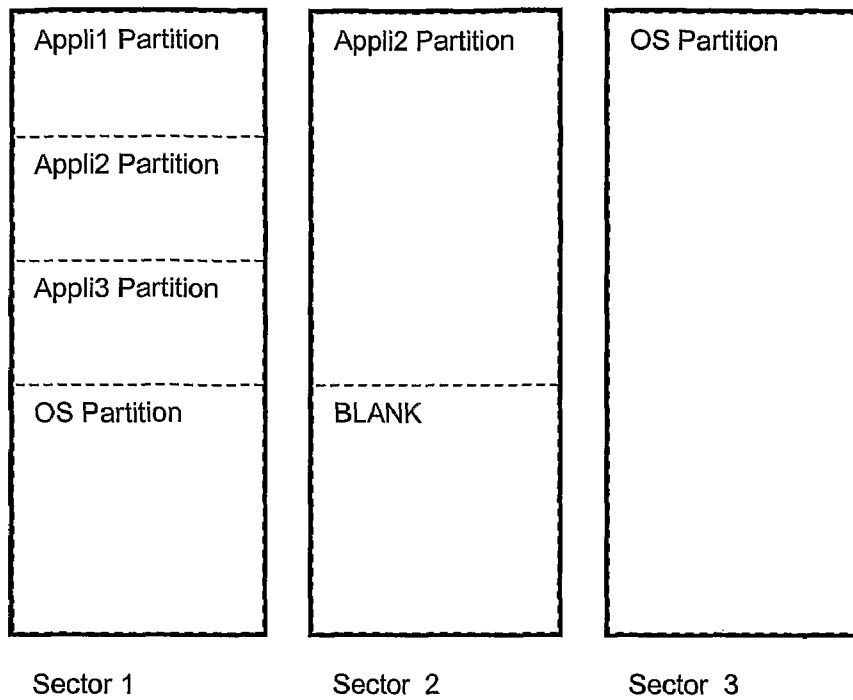 Appli1 Partition
Appli2 Partition
Appli3 Partition
OS Partition
Appli2 Partition
BLANK
OS Partition
Sector 1
Sector 2
Sector 3